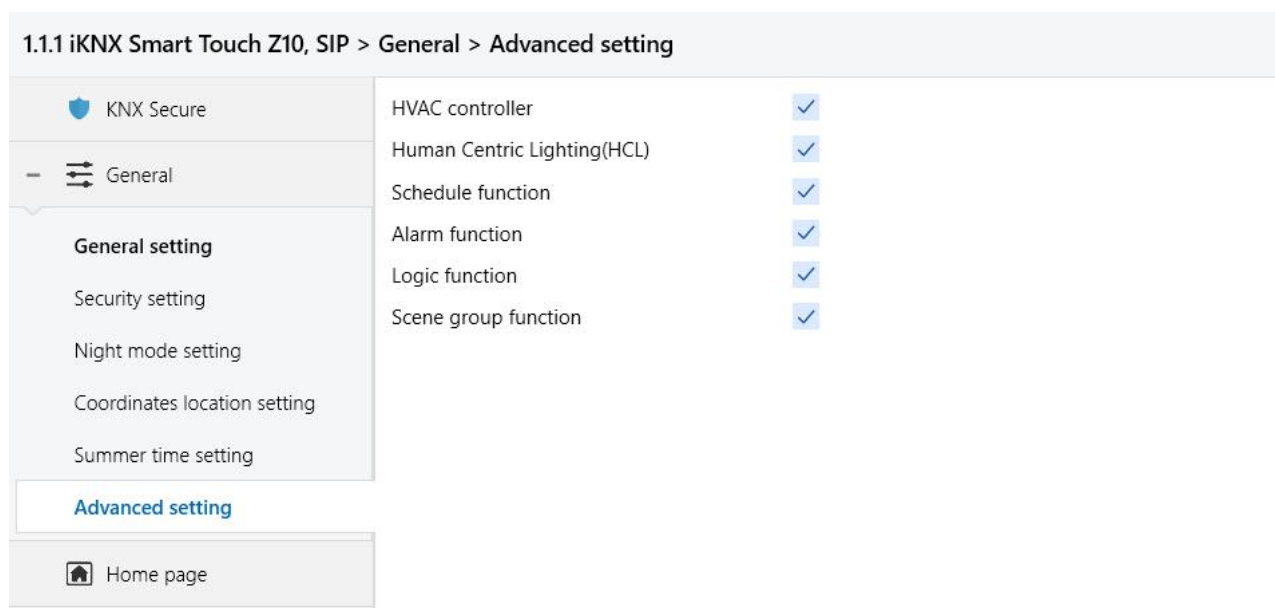 1.1.1 iKNX Smart Touch Z10, SIP > General > Advanced setting
KNX Secure
General
General setting
Security setting
Night mode setting
Coordinates location setting
Summer time setting
Advanced setting
Home page
HVAC controller
Human Centric Lighting(HCL)
Schedule function
Alarm function
Logic function
Scene group function